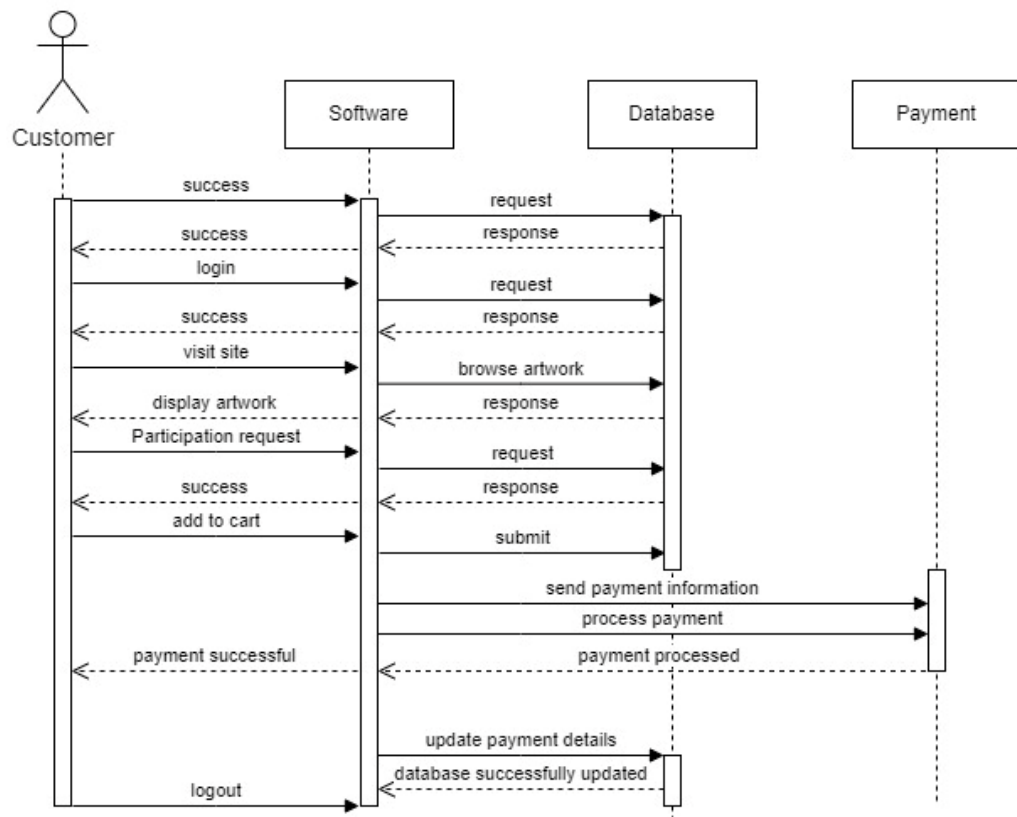 Customer
Software
Database
Payment
success
request
success
response
login
request
success
response
visit site
browse artwork
display artwork
response
Participation request
request
success
response
add to cart
submit
send payment information
process payment
payment successful
payment processed
update payment details
database successfully updated
logout